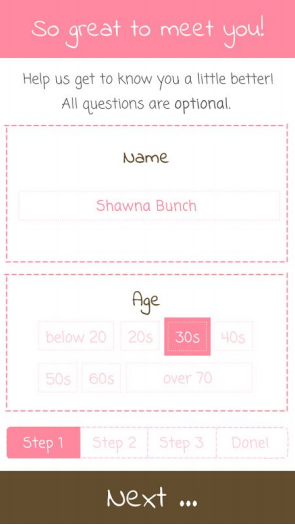 So great to meet you!
Help us get to know you a little better!
All questions are optional.
Name
Shawna Bunch
Age
below 20 20s 30s 40s
50s 60s over 70
Step 1 Step 2 Step 3 Done!
Next ...